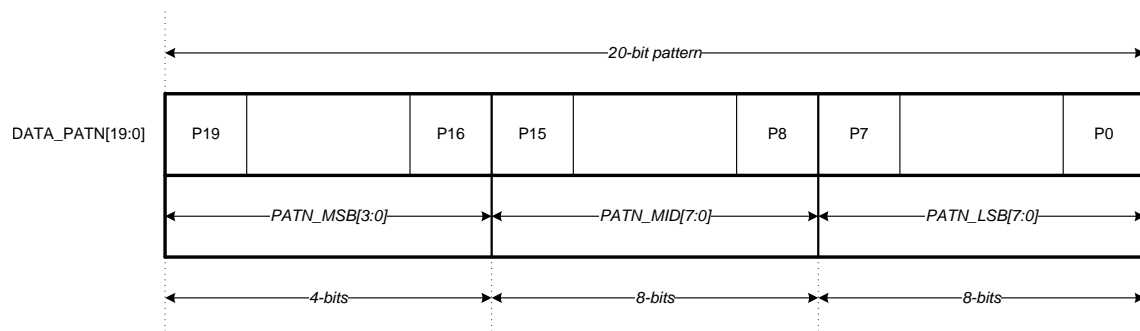 20-bit pattern
DATA_PATN[19:0] P19 P16 P15 P8 P7 P0
PATN_MSB[3:0] PATN_MID[7:0] PATN_LSB[7:0]
4-bits 8-bits 8-bits